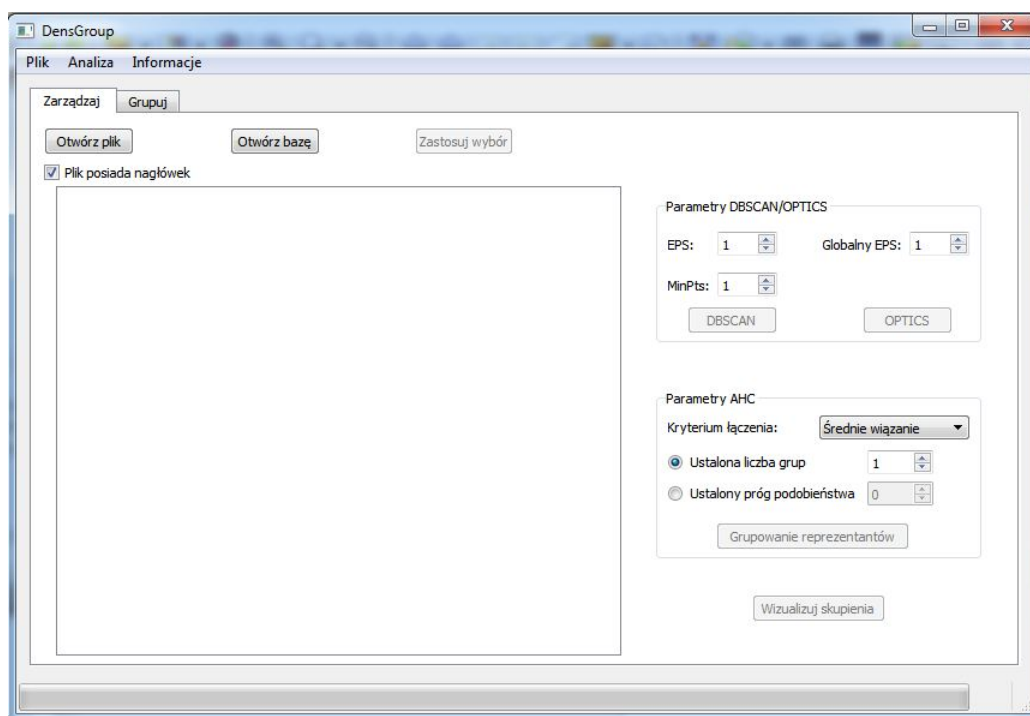 DensGroup
Plik Analiza Informacje
Zarządzaj Grupuj
Otwórz plik Otwórz bazę Zastosuj wybór
Plik posiada nagłówek
Parametry DBSCAN/OPTICS
EPS: 1 Globalny EPS: 1
MinPts: 1
DBSCAN OPTICS
Parametry AHC
Kryterium łączenia: Średnie wiązanie
Ustalona liczba grup 1
Ustalony próg podobieństwa 0
Grupowanie reprezentantów
Wizualizuj skupienia